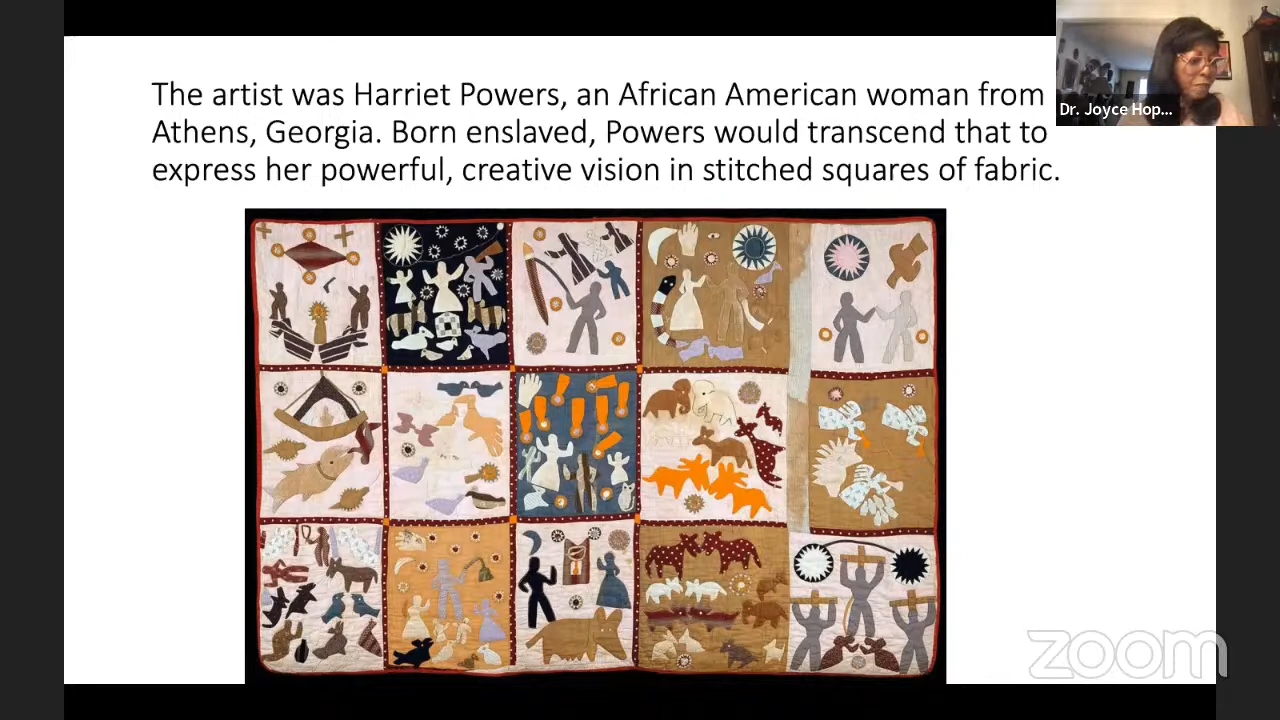 The artist was Harriet Powers, an African American woman from
Athens, Georgia. Born enslaved, Powers would transcend that to
express her powerful, creative vision in stitched squares of fabric.
Dr. Joyce Hop...
zoom